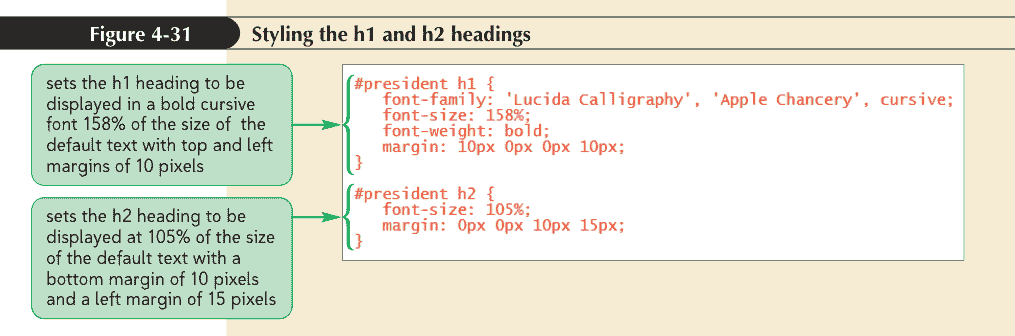 Figure 4-31
Styling the h1 and h2 headings
sets the h1 heading to be
displayed in a bold cursive
font 158% of the size of the
default text with top and left
margins of 10 pixels
#president h1 {
font-family: 'Lucida Calligraphy', 'Apple Chancery', cursive;
font-size: 158%;
font-weight: bold;
margin: 10px 0px 0px 10px;
}
sets the h2 heading to be
displayed at 105% of the size
of the default text with a
bottom margin of 10 pixels
and a left margin of 15 pixels
#president h2 {
font-size: 105%;
margin: 0px 0px 10px 15px;
}